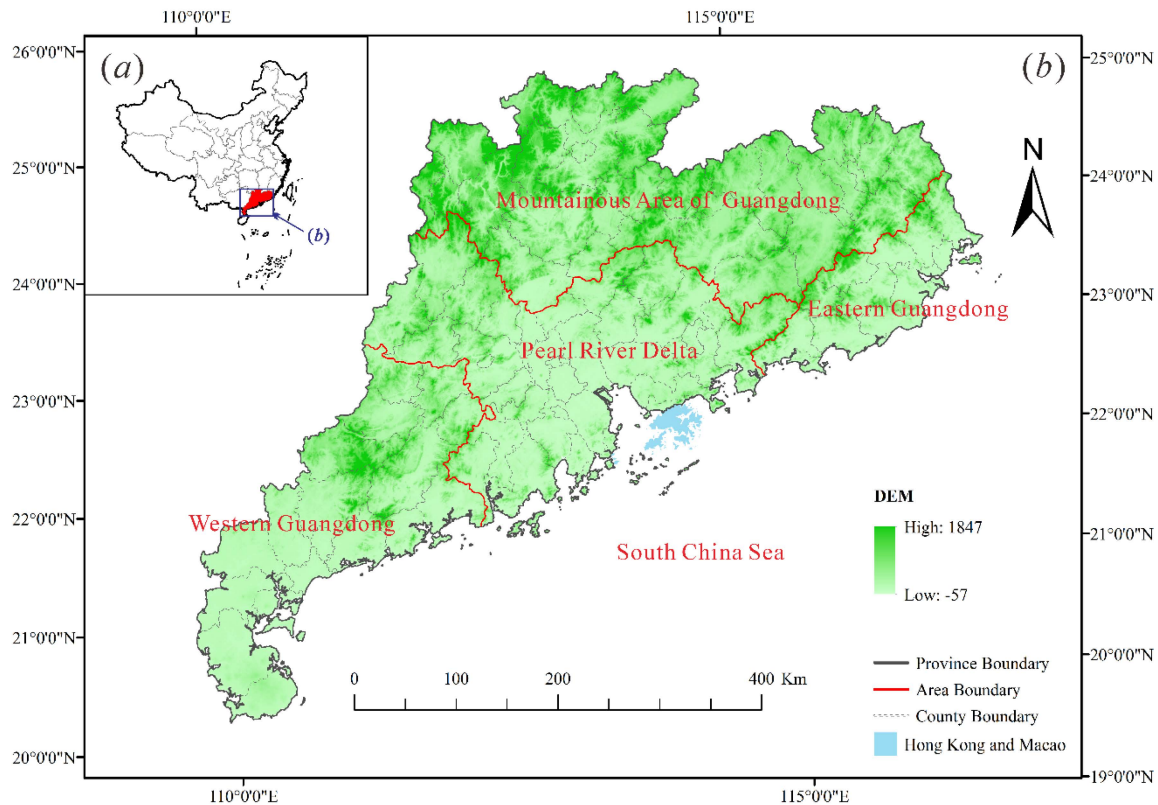 110°0'0"E
115°0'0"E
26°0'0"N
25°0'0"N
24°0'0"N
23°0'0"N
22°0'0"N
21°0'0"N
20°0'0"N
(a)
(b)
(b)
N
Mountainous Area of Guangdong
Eastern Guangdong
Pearl River Delta
Western Guangdong
South China Sea
DEM
High: 1847
Low: -57
0 100 200 400 Km
Province Boundary
Area Boundary
County Boundary
Hong Kong and Macao
25°0'0"N
24°0'0"N
23°0'0"N
22°0'0"N
21°0'0"N
20°0'0"N
19°0'0"N
110°0'0"E
115°0'0"E